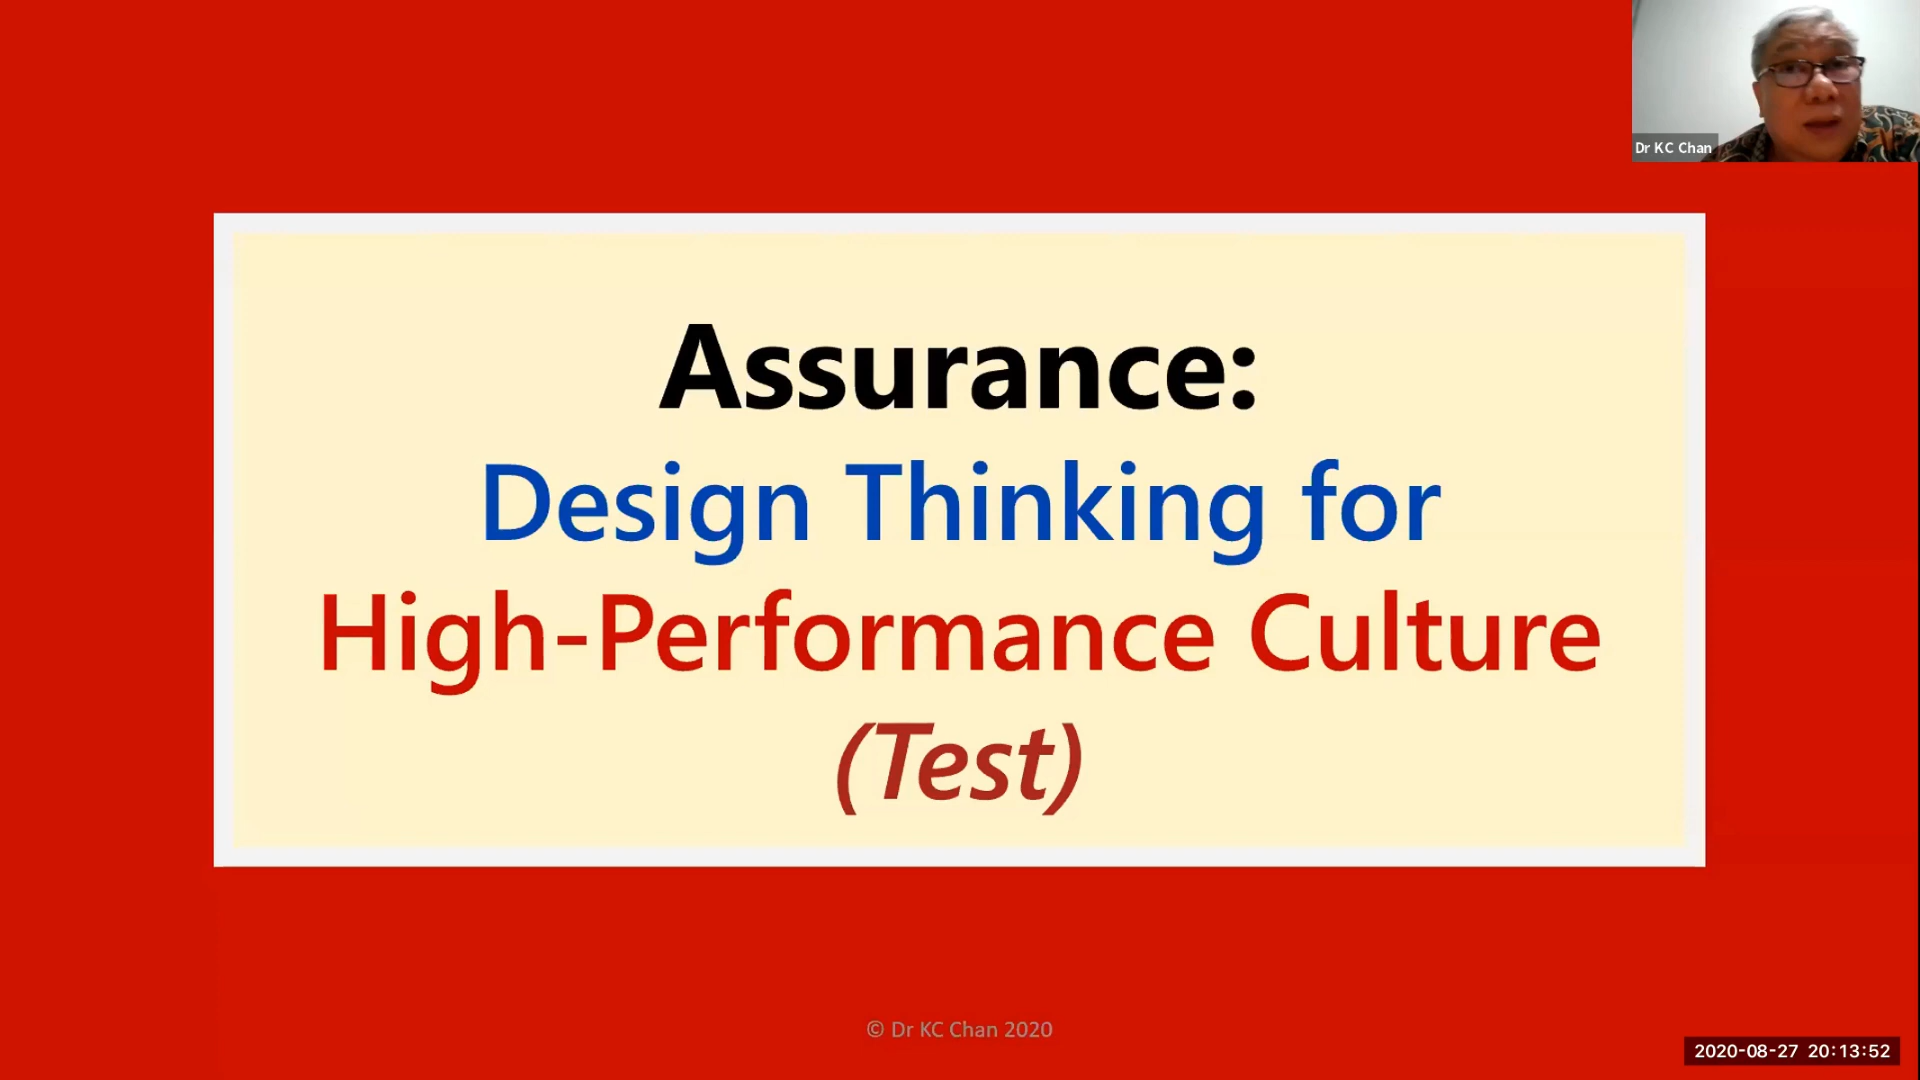 Dr KC Chan
Assurance:
Design Thinking for
High-Performance Culture
(Test)
© Dr KC Chan 2020
2020-08-27 20:13:52